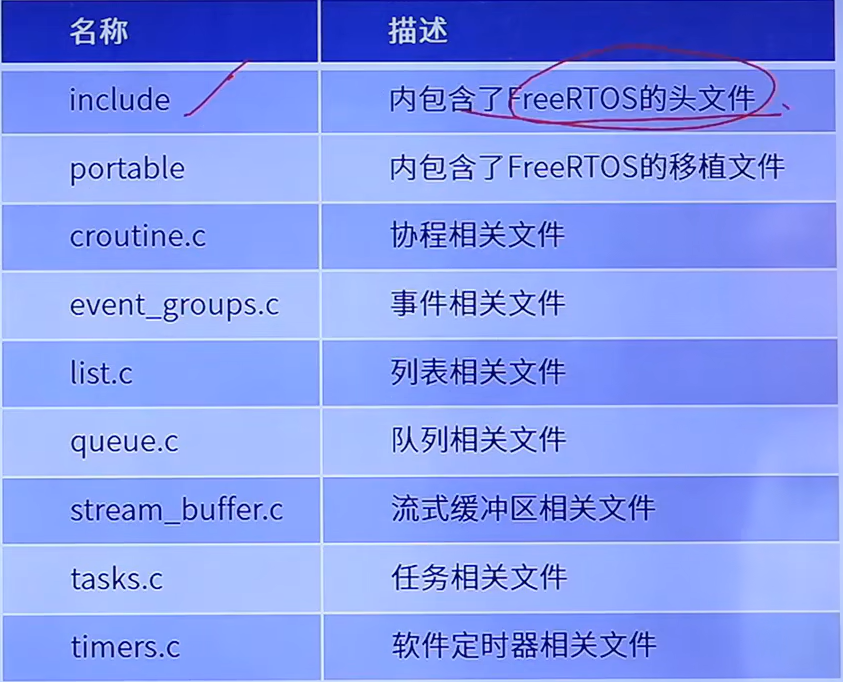 名称 描述
include 内包含了FreeRTOS的头文件
portable 内包含了FreeRTOS的移植文件
croutine.c 协程相关文件
event_groups.c 事件相关文件
list.c 列表相关文件
queue.c 队列相关文件
stream_buffer.c 流式缓冲区相关文件
tasks.c 任务相关文件
timers.c 软件定时器相关文件